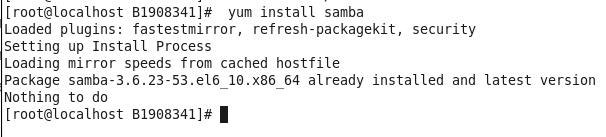 [root@localhost B1908341]#  yum install samba
Loaded plugins: fastestmirror, refresh-packagekit, security
Setting up Install Process
Loading mirror speeds from cached hostfile
Package samba-3.6.23-53.el6_10.x86_64 already installed and latest version
Nothing to do
[root@localhost B1908341]#